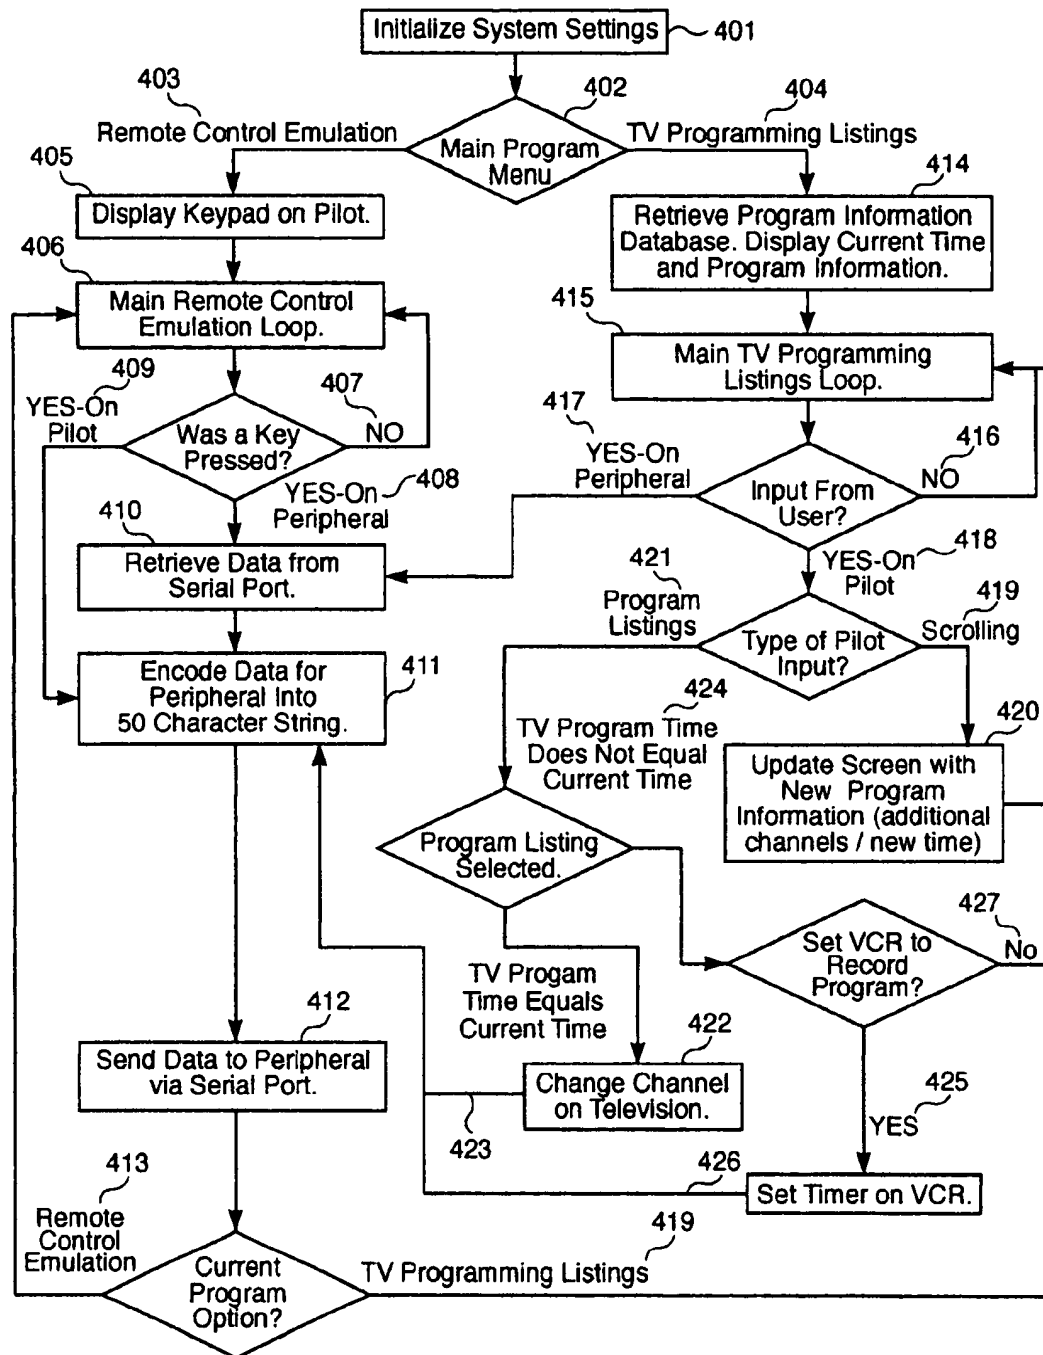 Initialize System Settings
401
403
402
404
Remote Control Emulation
TV Programming Listings
Main Program
Menu
405
414
Display Keypad on Pilot.
Retrieve Program Information
Database. Display Current Time
and Program Information.
406
Main Remote Control
Emulation Loop.
415
Main TV Programming
Listings Loop.
409
YES-On
Pilot
407
NO
Was a Key
Pressed?
417
YES-On
Peripheral
416
NO
Input From
User?
YES-On
Peripheral
408
410
Retrieve Data from
Serial Port.
YES-On
Pilot
418
421
Program
Listings
419
Scrolling
Type of Pilot
Input?
Encode Data for
Peripheral Into
50 Character String.
411
424
TV Program Time
Does Not Equal
Current Time
420
Update Screen with
New Program
Information (additional
channels / new time)
Program Listing
Selected.
427
No
Set VCR to
Record
Program?
TV Progam
Time Equals
Current Time
412
Send Data to Peripheral
via Serial Port.
422
Change Channel
on Television.
423
425
YES
413
426
Set Timer on VCR.
Remote
Control
Emulation
419
TV Programming Listings
Current
Program
Option?